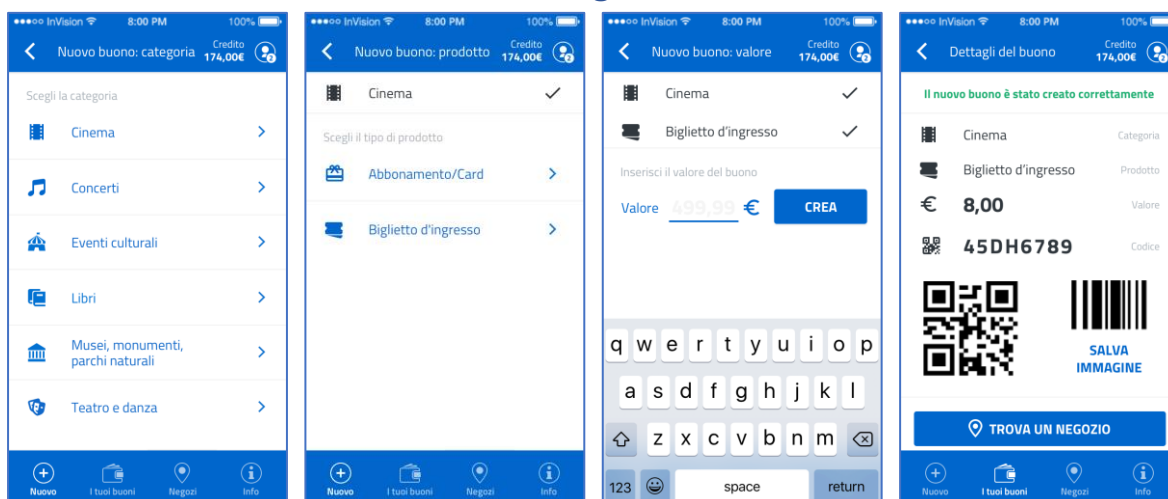 InVision 8:00 PM 100%
Nuovo buono: categoria Credito 174,00€ 2
Scegli la categoria
Cinema
Concerti
Eventi culturali
Libri
Musei, monumenti,
parchi naturali
Teatro e danza
Nuovo I tuoi buoni Negozi Info
InVision 8:00 PM 100%
Nuovo buono: prodotto Credito 174,00€ 2
Cinema
Scegli il tipo di prodotto
Abbonamento/Card
Biglietto d'ingresso
Nuovo I tuoi buoni Negozi Info
InVision 8:00 PM 100%
Nuovo buono: valore Credito 174,00€ 2
Cinema
Biglietto d'ingresso
Inserisci il valore del buono
Valore 499,99 € CREA
q w e r t y u i o p
a s d f g h j k l
z x c v b n m
123 space return
InVision 8:00 PM 100%
Dettagli del buono Credito 174,00€ 2
Il nuovo buono è stato creato correttamente
Cinema Categoria
Biglietto d'ingresso Prodotto
€ 8,00 Valore
45DH6789 Codice
SALVA
IMMAGINE
TROVA UN NEGOZIO
Nuovo I tuoi buoni Negozi Info